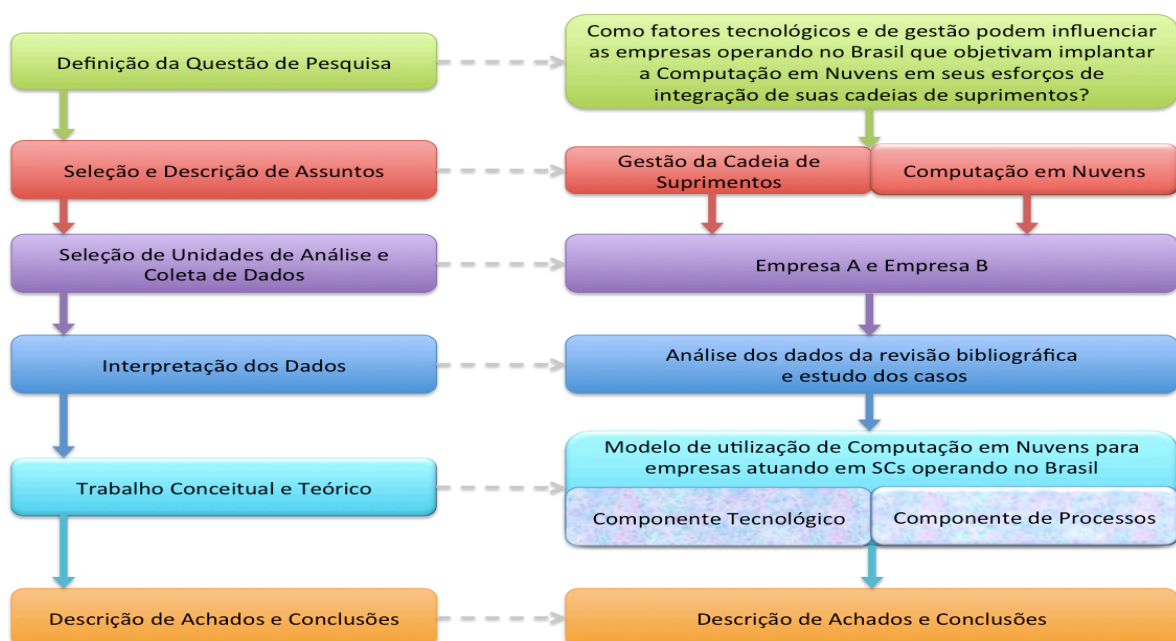 Definição da Questão de Pesquisa
Como fatores tecnológicos e de gestão podem influenciar
as empresas operando no Brasil que objetivam implantar
a Computação em Nuvens em seus esforços de
integração de suas cadeias de suprimentos?
Seleção e Descrição de Assuntos
Gestão da Cadeia de
Suprimentos
Computação em Nuvens
Seleção de Unidades de Análise e
Coleta de Dados
Empresa A e Empresa B
Interpretação dos Dados
Análise dos dados da revisão bibliográfica
e estudo dos casos
Trabalho Conceitual e Teórico
Modelo de utilização de Computação em Nuvens para
empresas atuando em SCs operando no Brasil
Componente Tecnológico
Componente de Processos
Descrição de Achados e Conclusões
Descrição de Achados e Conclusões